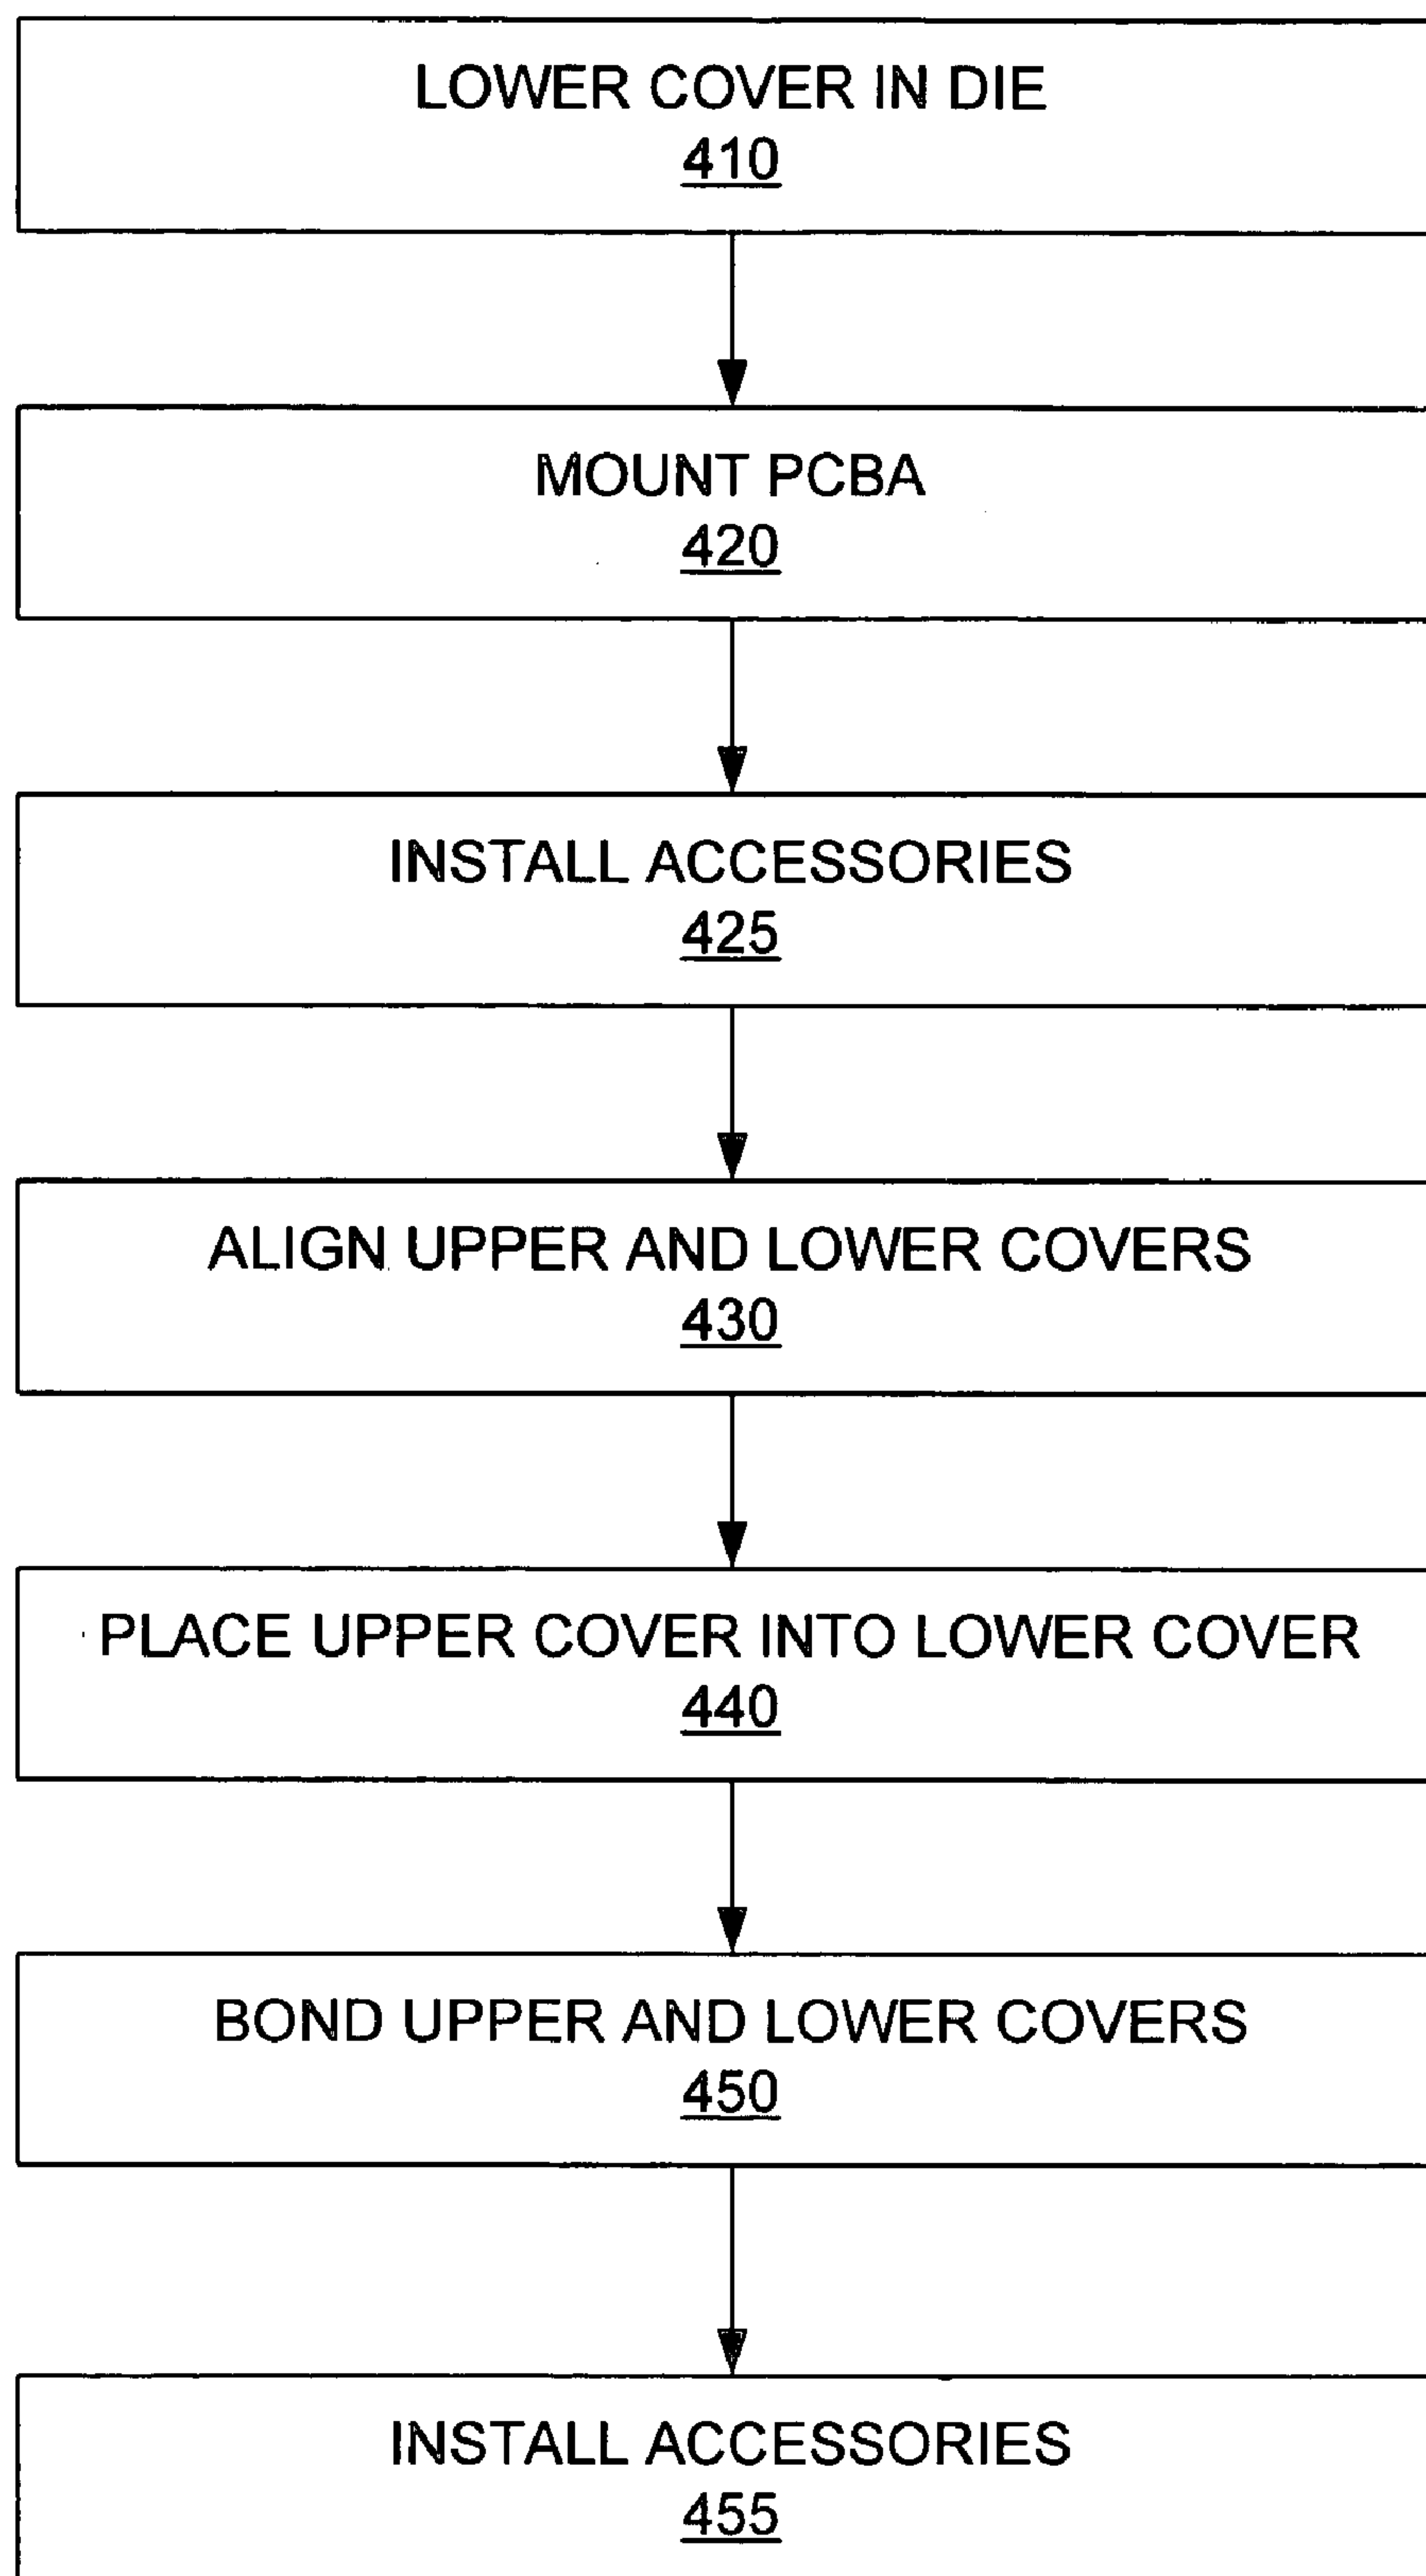 LOWER COVER IN DIE
410
MOUNT PCBA
420
INSTALL ACCESSORIES
425
ALIGN UPPER AND LOWER COVERS
430
PLACE UPPER COVER INTO LOWER COVER
440
BOND UPPER AND LOWER COVERS
450
INSTALL ACCESSORIES
455